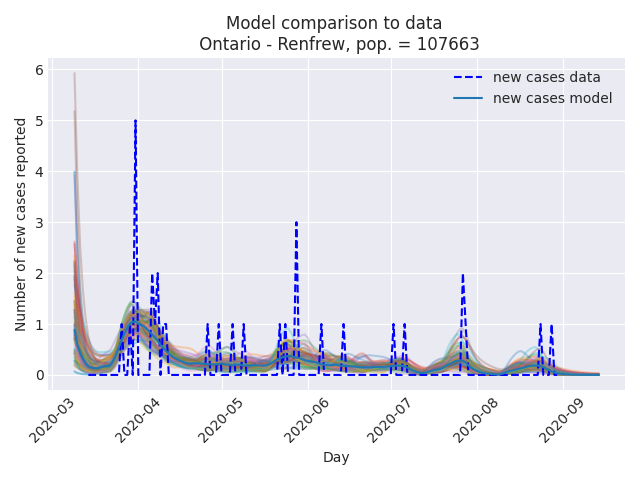 Model comparison to data
Ontario - Renfrew, pop. = 107663
new cases data
new cases model
Number of new cases reported
6
5
4
3
2
1
0
2020-03
2020-04
2020-05
2020-06
2020-07
2020-08
2020-09
Day